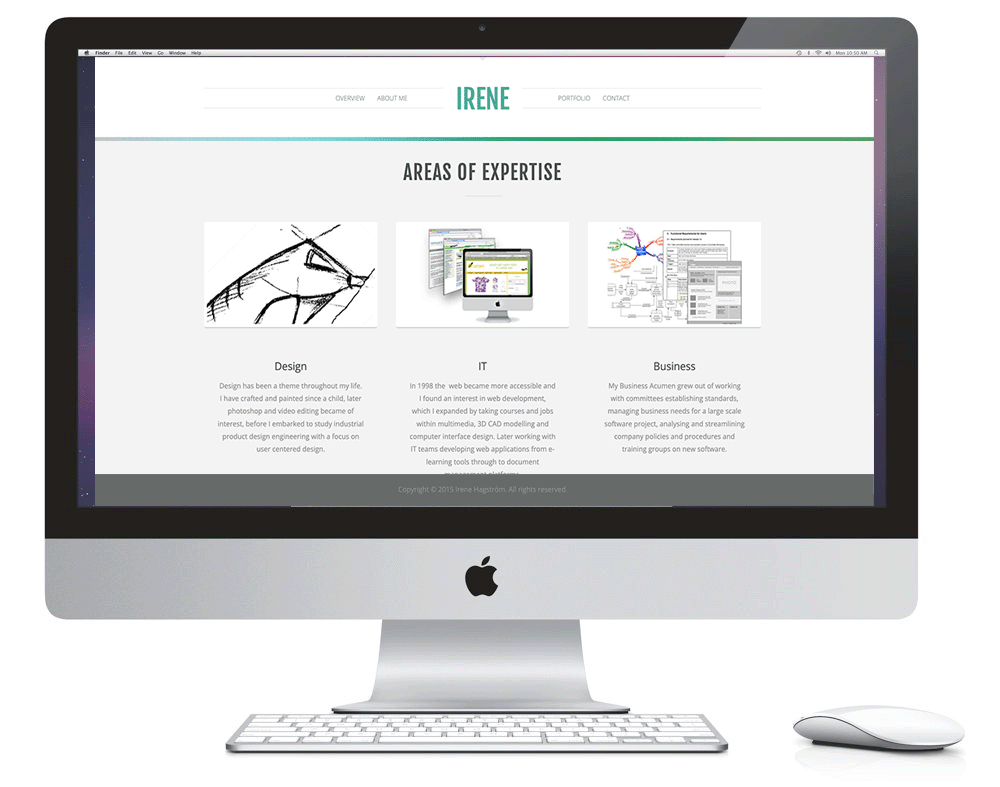 Finder File Edit View Go Window Help
Mon 10:50 AM
OVERVIEW ABOUT ME IRENE PORTFOLIO CONTACT
AREAS OF EXPERTISE
Design
Design has been a theme throughout my life.
I have crafted and painted since a child, later
photoshop and video editing became of
interest, before I embarked to study industrial
product design engineering with a focus on
user centered design.
IT
In 1998 the web became more accessible and
I found an interest in web development,
which I expanded by taking courses and jobs
within multimedia, 3D CAD modelling and
computer interface design. Later working with
IT teams developing web applications from e-
learning tools through to document
management platforms.
Business
My Business Acumen grew out of working
with committees establishing standards,
managing business needs for a large scale
software project, analysing and streamlining
company policies and procedures and
training groups on new software.
Copyright © 2015 Irene Hagström. All rights reserved